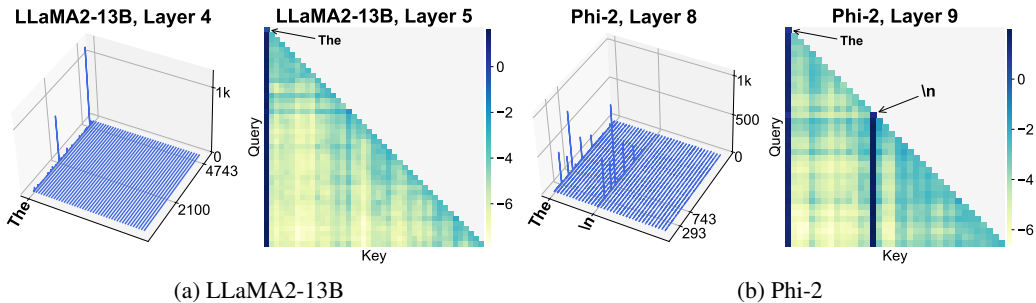 LLaMA2-13B, Layer 4
1k
0
4743
2100
The
LLaMA2-13B, Layer 5
The
Query
Key
0
−2
−4
−6
Phi-2, Layer 8
1k
500
0
743
293
The
\n
Phi-2, Layer 9
The
\n
Query
Key
0
−2
−4
−6
(a) LLaMA2-13B
(b) Phi-2